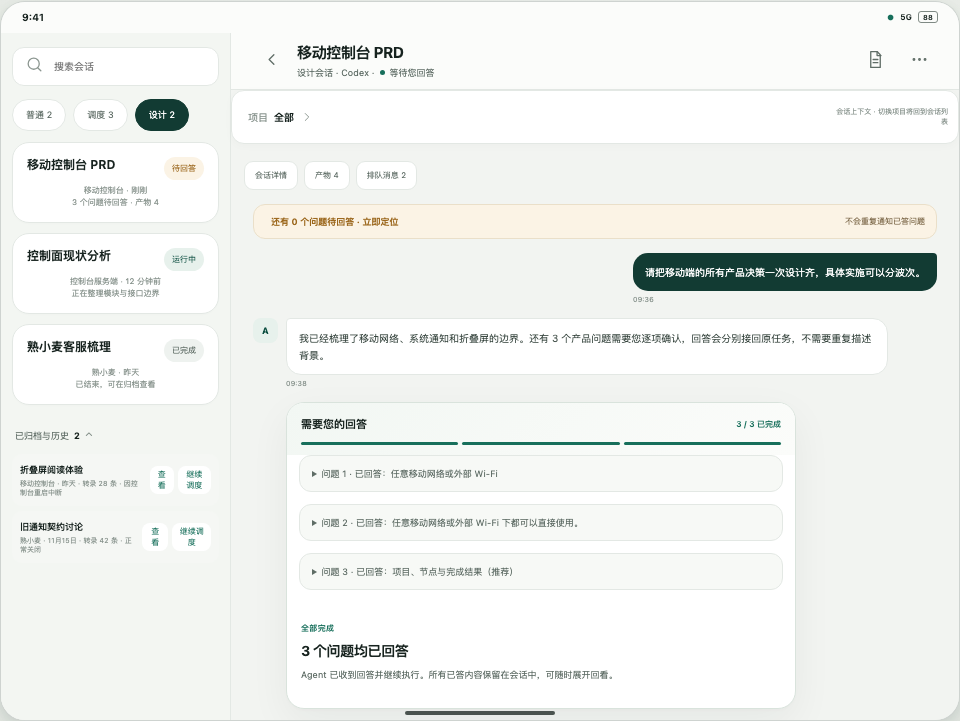 9:41
5G
88
搜索会话
普通 2
调度 3
设计 2
移动控制台 PRD
待回答
移动控制台 · 刚刚
3 个问题待回答 · 产物 4
控制面现状分析
运行中
控制台服务端 · 12 分钟前
正在整理模块与接口边界
熟小麦客服梳理
已完成
熟小麦 · 昨天
已结束，可在归档查看
已归档与历史 2
折叠屏阅读体验
移动控制台 · 昨天 · 转录 28 条 · 因控
制台重启中断
查
看
继续
调度
旧通知契约讨论
熟小麦 · 11月15日 · 转录 42 条 · 正
常关闭
查
看
继续调
度
移动控制台 PRD
设计会话 · Codex · 等待您回答
项目 全部
会话上下文 · 切换项目将回到会话列
表
会话详情
产物 4
排队消息 2
还有 0 个问题待回答 · 立即定位
不会重复通知已答问题
请把移动端的所有产品决策一次设计齐，具体实施可以分波次。
09:36
A
我已经梳理了移动网络、系统通知和折叠屏的边界。还有 3 个产品问题需要您逐项确认，回答会分别接回原任务，不需要重复描述
背景。
09:38
需要您的回答
3 / 3 已完成
问题 1 · 已回答：任意移动网络或外部 Wi-Fi
问题 2 · 已回答：任意移动网络或外部 Wi-Fi 下都可以直接使用。
问题 3 · 已回答：项目、节点与完成结果（推荐）
全部完成
3 个问题均已回答
Agent 已收到回答并继续执行。所有已答内容保留在会话中，可随时展开回看。